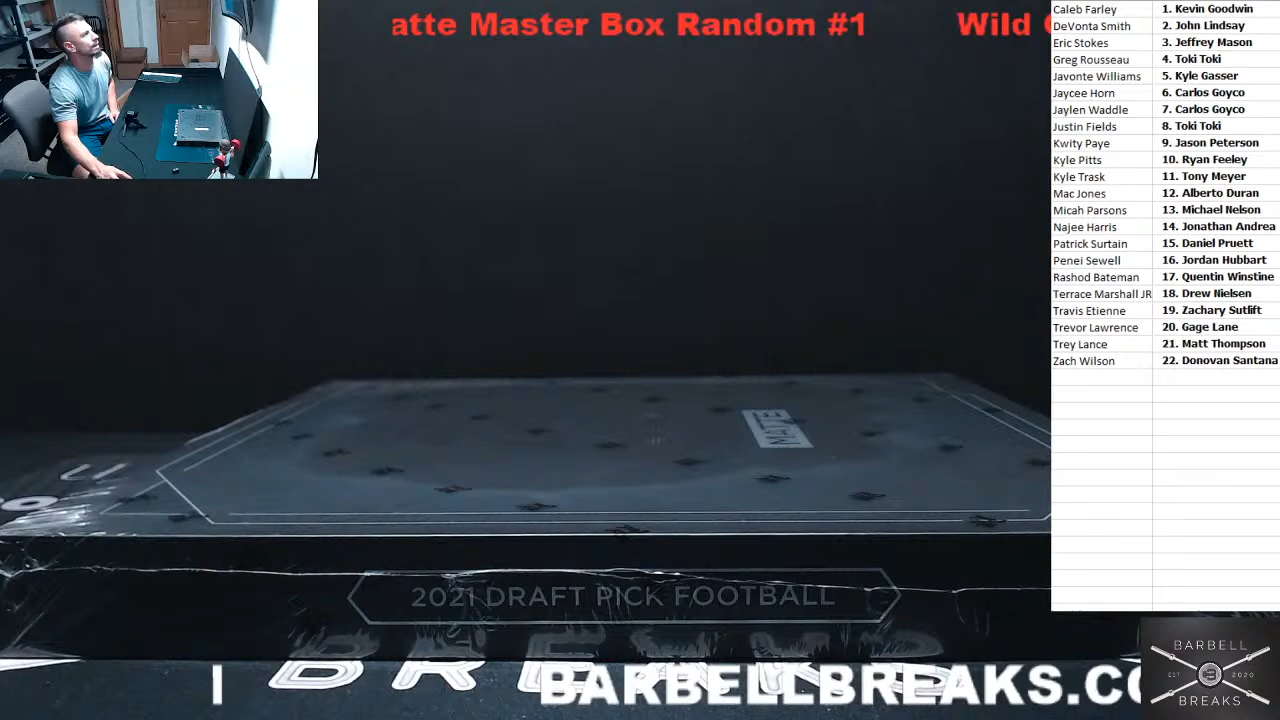 atte Master Box Random #1 Wild
Caleb Farley 1. Kevin Goodwin
DeVonta Smith 2. John Lindsay
Eric Stokes 3. Jeffrey Mason
Greg Rousseau 4. Toki Toki
Javonte Williams 5. Kyle Gasser
Jaycee Horn 6. Carlos Goyco
Jaylen Waddle 7. Carlos Goyco
Justin Fields 8. Toki Toki
Kwity Paye 9. Jason Peterson
Kyle Pitts 10. Ryan Feeley
Kyle Trask 11. Tony Meyer
Mac Jones 12. Alberto Duran
Micah Parsons 13. Michael Nelson
Najee Harris 14. Jonathan Andrea
Patrick Surtain 15. Daniel Pruett
Penei Sewell 16. Jordan Hubbart
Rashod Bateman 17. Quentin Winstine
Terrace Marshall JR 18. Drew Nielsen
Travis Etienne 19. Zachary Sutlift
Trevor Lawrence 20. Gage Lane
Trey Lance 21. Matt Thompson
Zach Wilson 22. Donovan Santana
MATTE
2021 DRAFT PICK FOOTBALL
BREAKS
| BARBELLBREAKS.CO
BARBELL
EST 2020
BREAKS